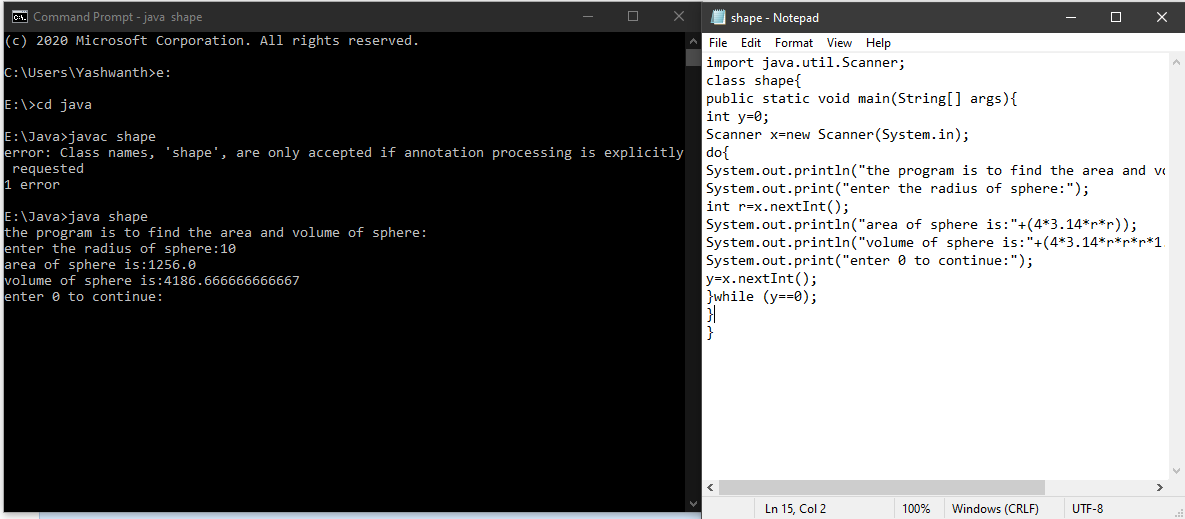 Command Prompt - java shape
(c) 2020 Microsoft Corporation. All rights reserved.
C:\Users\Yashwanth>e:
E:\>cd java
E:\Java>javac shape
error: Class names, 'shape', are only accepted if annotation processing is explicitly
 requested
1 error
E:\Java>java shape
the program is to find the area and volume of sphere:
enter the radius of sphere:10
area of sphere is:1256.0
volume of sphere is:4186.666666666667
enter 0 to continue:
shape - Notepad
File Edit Format View Help
import java.util.Scanner;
class shape{
public static void main(String[] args){
int y=0;
Scanner x=new Scanner(System.in);
do{
System.out.println("the program is to find the area and vo
System.out.print("enter the radius of sphere:");
int r=x.nextInt();
System.out.println("area of sphere is:"+(4*3.14*r*r));
System.out.println("volume of sphere is:"+(4*3.14*r*r*r*1.
System.out.print("enter 0 to continue:");
y=x.nextInt();
}while (y==0);
}
}
Ln 15, Col 2 100% Windows (CRLF) UTF-8